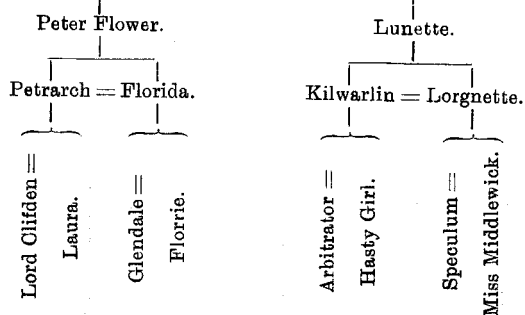 Peter Flower.
Lunette.
Petrarch = Florida.
Kilwarlin = Lorgnette.
Lord Clifden =
Laura.
Glendale =
Florrie.
Arbitrator =
Hasty Girl.
Speculum =
Miss Middlewick.